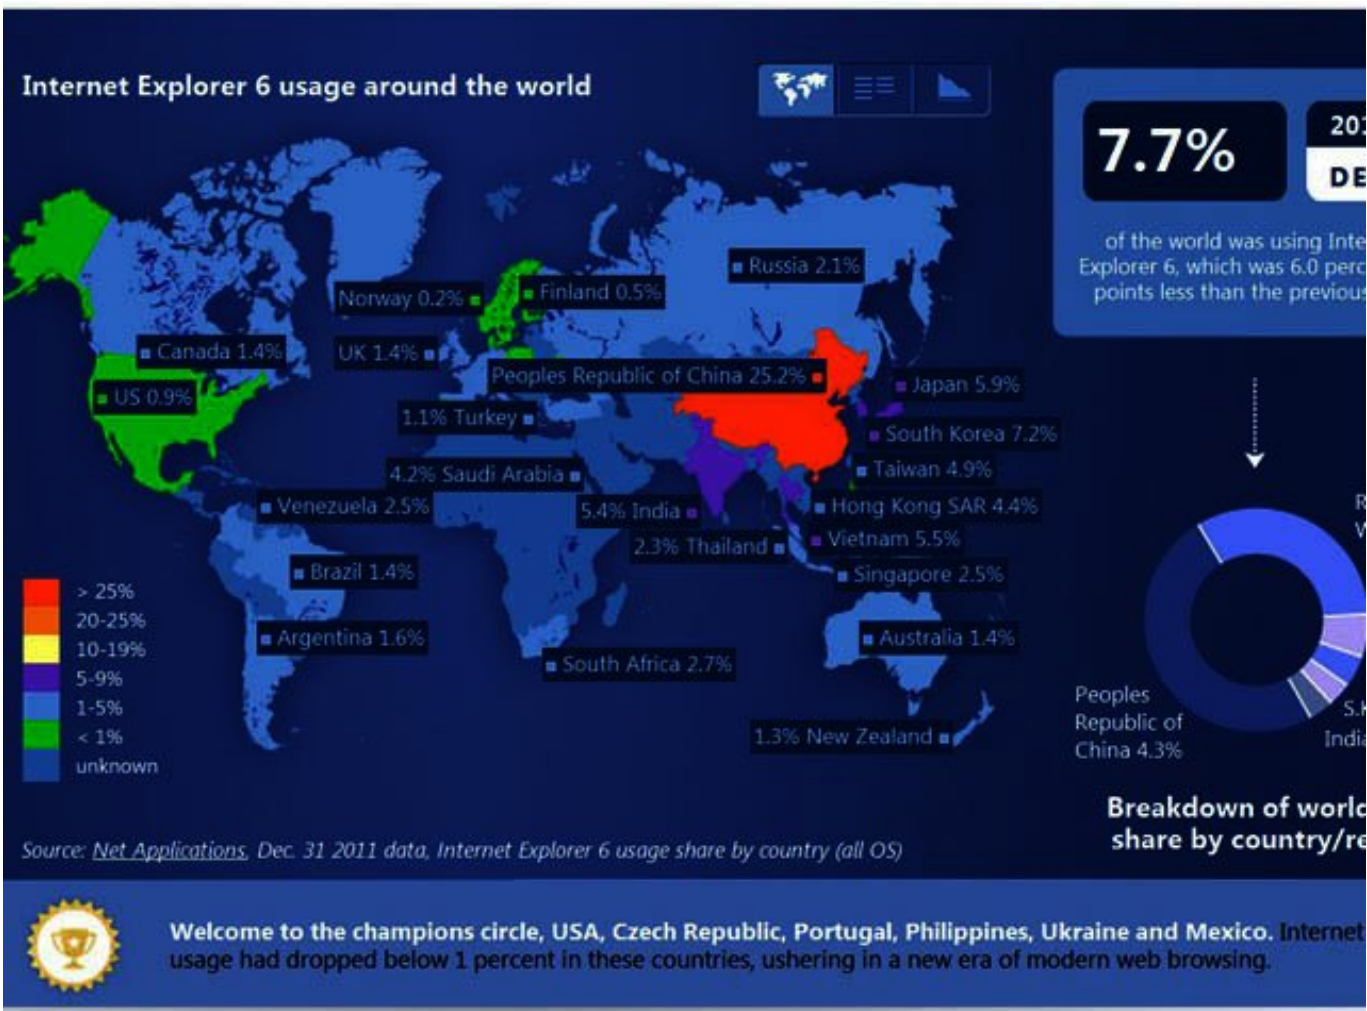 Internet Explorer 6 usage around the world
7.7%
201
DE
of the world was using Inte
Explorer 6, which was 6.0 perc
points less than the previous
Russia 2.1%
Norway 0.2%
Finland 0.5%
Canada 1.4%
UK 1.4%
Peoples Republic of China 25.2%
Japan 5.9%
US 0.9%
1.1% Turkey
South Korea 7.2%
4.2% Saudi Arabia
Taiwan 4.9%
Venezuela 2.5%
5.4% India
Hong Kong SAR 4.4%
2.3% Thailand
Vietnam 5.5%
Brazil 1.4%
Singapore 2.5%
Argentina 1.6%
South Africa 2.7%
Australia 1.4%
1.3% New Zealand
> 25%
20-25%
10-19%
5-9%
1-5%
< 1%
unknown
R
V
Peoples
Republic of
China 4.3%
S.K
India
Breakdown of world
share by country/re
Source: Net Applications, Dec. 31 2011 data, Internet Explorer 6 usage share by country (all OS)
Welcome to the champions circle, USA, Czech Republic, Portugal, Philippines, Ukraine and Mexico. Internet
usage had dropped below 1 percent in these countries, ushering in a new era of modern web browsing.